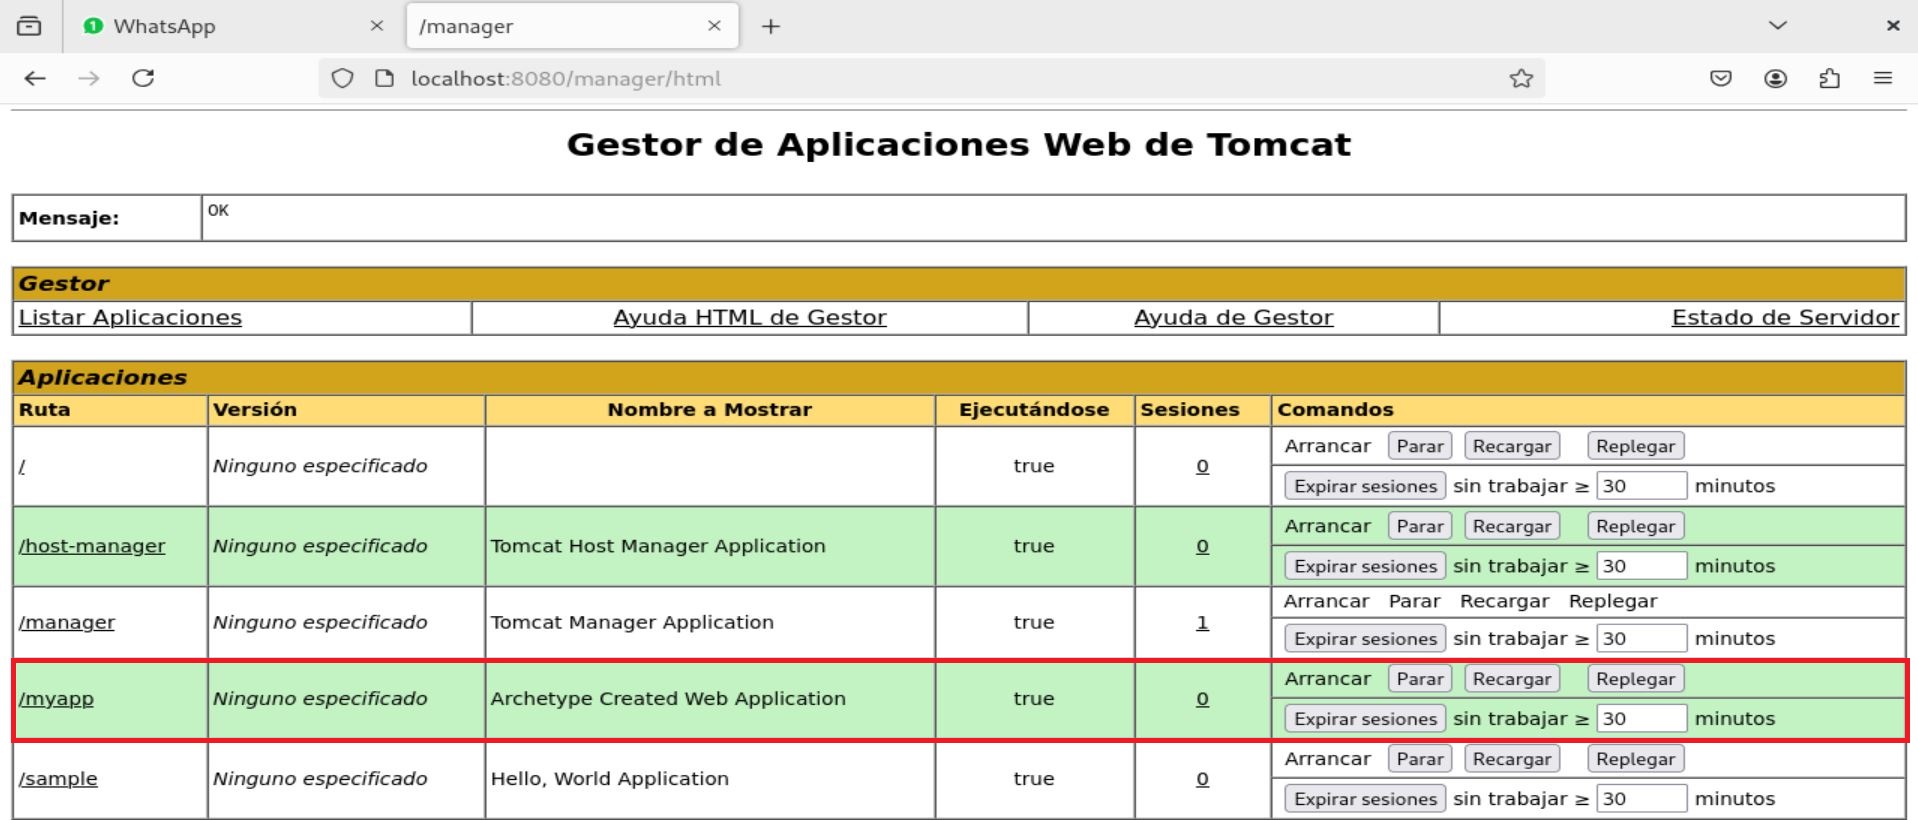 1 WhatsApp
/manager
localhost:8080/manager/html
Gestor de Aplicaciones Web de Tomcat
Mensaje: OK
Gestor
Listar Aplicaciones Ayuda HTML de Gestor Ayuda de Gestor Estado de Servidor
Aplicaciones
Ruta Versión Nombre a Mostrar Ejecutándose Sesiones Comandos
/ Ninguno especificado true 0 Arrancar Parar Recargar Replegar
Expirar sesiones sin trabajar ≥ 30 minutos
/host-manager Ninguno especificado Tomcat Host Manager Application true 0 Arrancar Parar Recargar Replegar
Expirar sesiones sin trabajar ≥ 30 minutos
/manager Ninguno especificado Tomcat Manager Application true 1 Arrancar Parar Recargar Replegar
Expirar sesiones sin trabajar ≥ 30 minutos
/myapp Ninguno especificado Archetype Created Web Application true 0 Arrancar Parar Recargar Replegar
Expirar sesiones sin trabajar ≥ 30 minutos
/sample Ninguno especificado Hello, World Application true 0 Arrancar Parar Recargar Replegar
Expirar sesiones sin trabajar ≥ 30 minutos